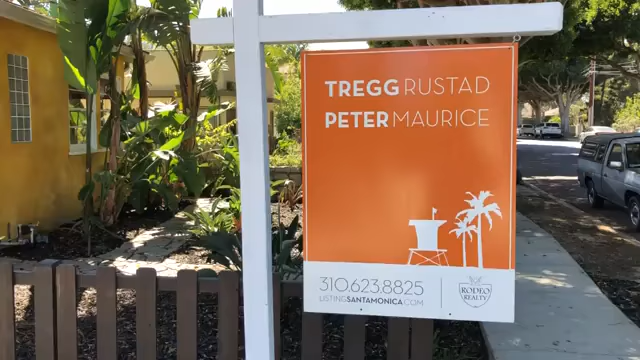 TREGG RUSTAD
PETER MAURICE
310.623.8825
LISTINGSANTAMONICA.COM
RODEO
REALTY